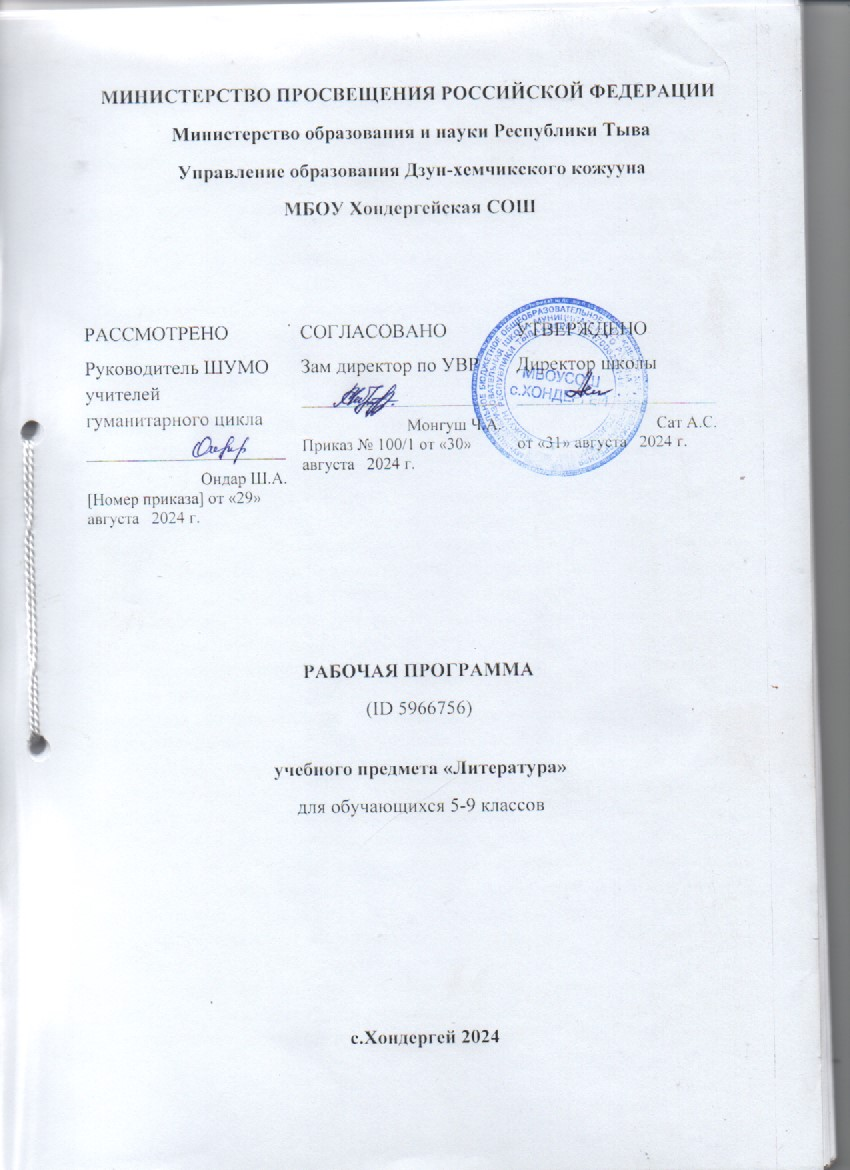 МИНИСТЕРСТВО ПРОСВЕЩЕНИЯ РОССИЙСКОЙ ФЕДЕРАЦИИ
Министерство образования и науки Республики Тыва
Управление образования Дзун-хемчикского кожууна
МБОУ Хондергейская СОШ
РАССМОТРЕНО
Руководитель ШУМО
учителей
гуманитарного цикла
Ондар Ш.А.
[Номер приказа] от «29»
августа 2024 г.
СОГЛАСОВАНО
Зам директор по УВР
Монгуш Ч.А.
Приказ № 100/1 от «30»
августа 2024 г.
УТВЕРЖДЕНО
Директор школы
Сат А.С.
от «31» августа 2024 г.
МБОУСОШ
с.ХОНДЕРГЕЙ
РАБОЧАЯ ПРОГРАММА
(ID 5966756)
учебного предмета «Литература»
для обучающихся 5-9 классов
с.Хондергей 2024